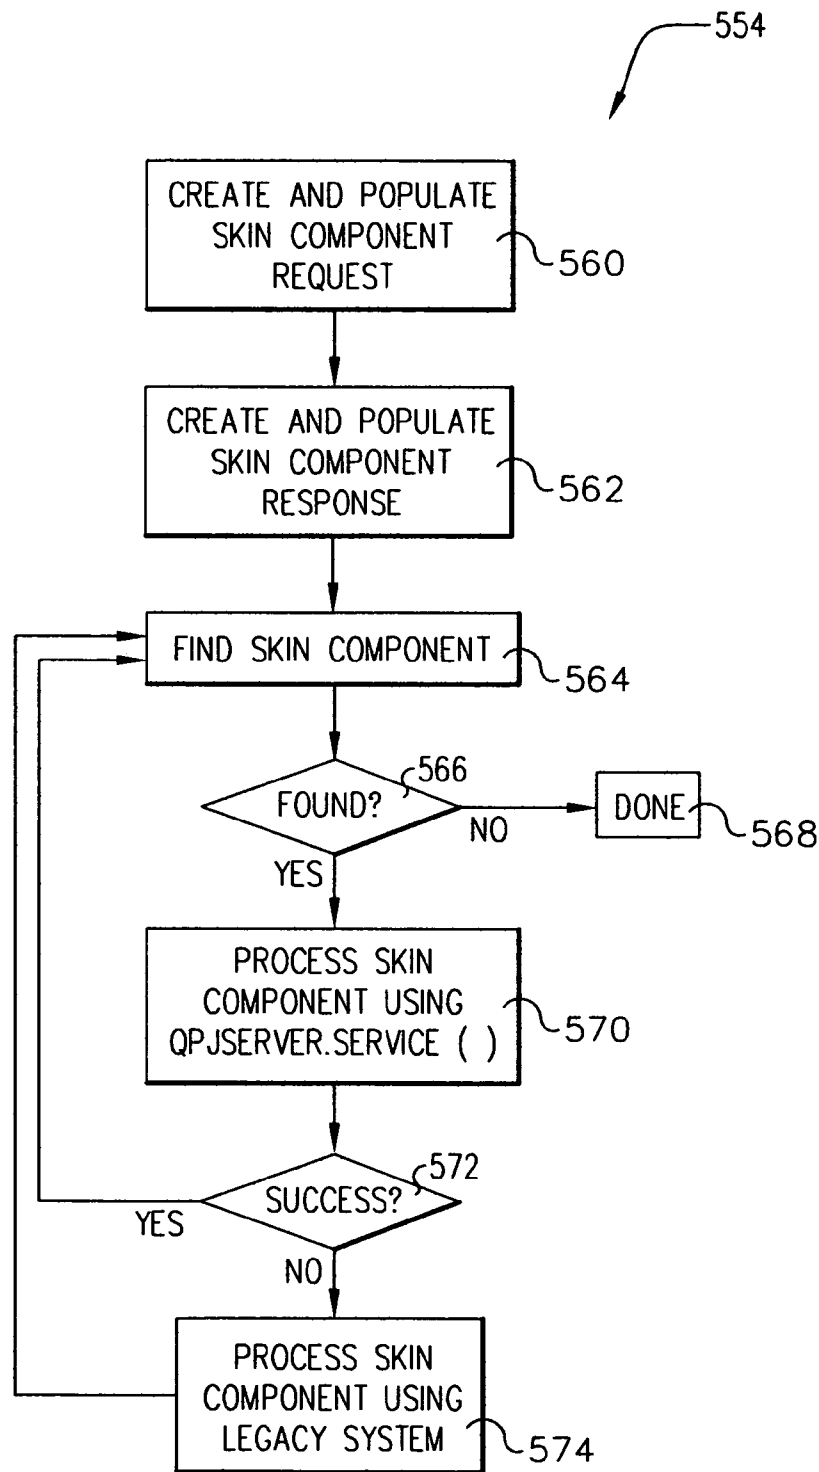 554
CREATE AND POPULATE
SKIN COMPONENT
REQUEST
560
CREATE AND POPULATE
SKIN COMPONENT
RESPONSE
562
FIND SKIN COMPONENT
564
566
FOUND?
NO
DONE
568
YES
PROCESS SKIN
COMPONENT USING
QPJSERVER.SERVICE ( )
570
572
SUCCESS?
YES
NO
PROCESS SKIN
COMPONENT USING
LEGACY SYSTEM
574